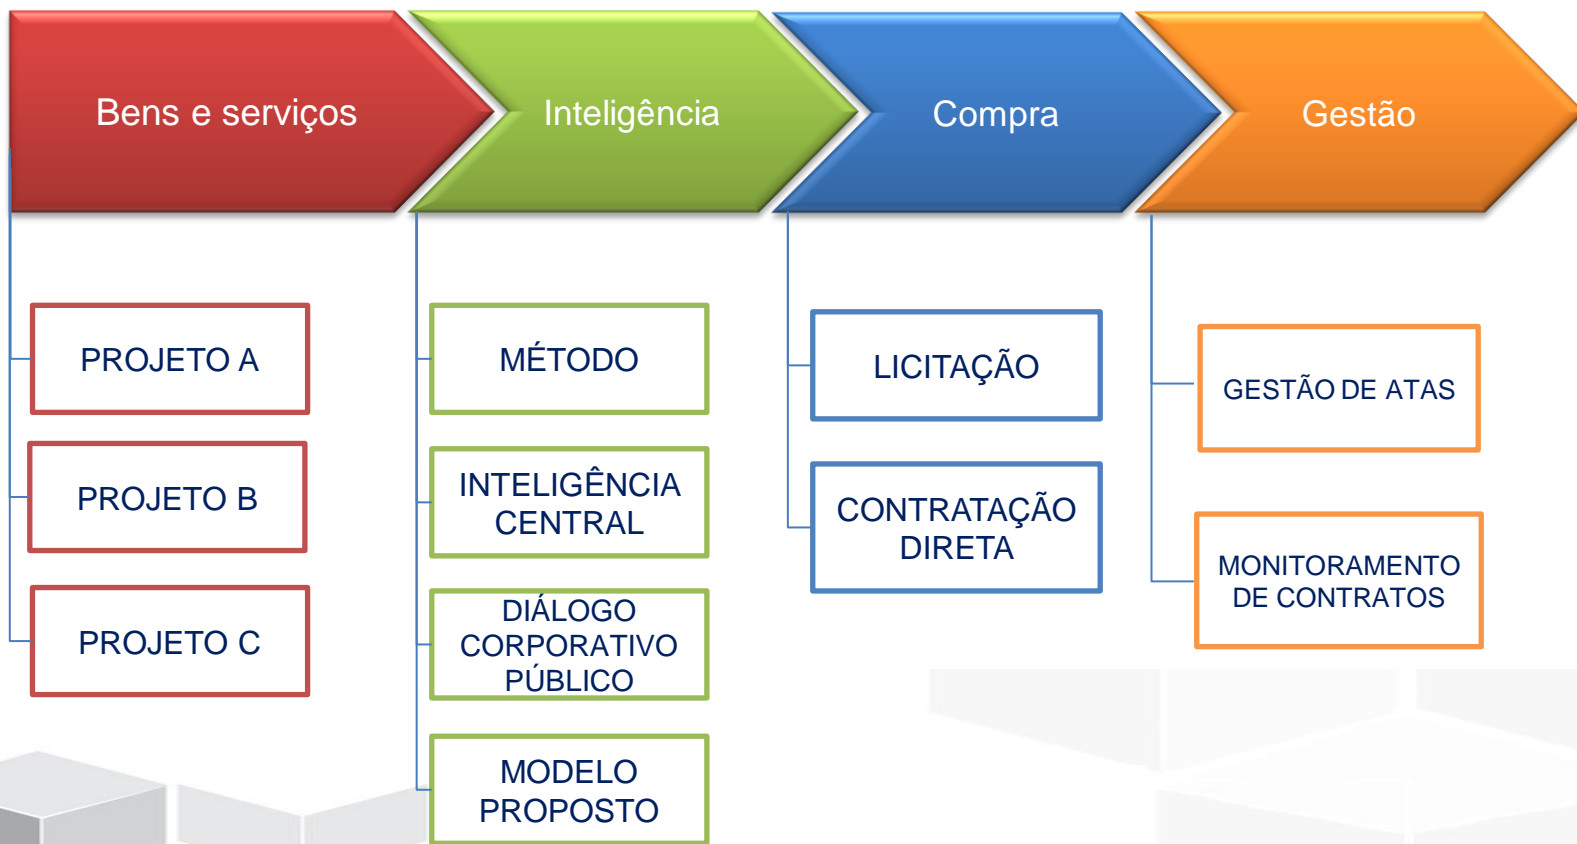 Bens e serviços
Inteligência
Compra
Gestão
PROJETO A
PROJETO B
PROJETO C
MÉTODO
INTELIGÊNCIA
CENTRAL
DIÁLOGO
CORPORATIVO
PÚBLICO
MODELO
PROPOSTO
LICITAÇÃO
CONTRATAÇÃO
DIRETA
GESTÃO DE ATAS
MONITORAMENTO
DE CONTRATOS